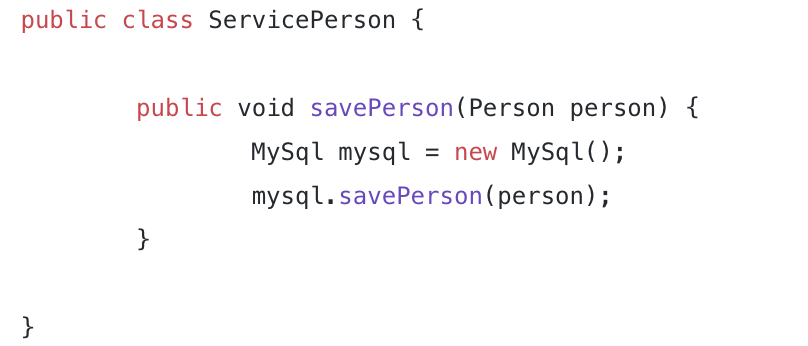 public class ServicePerson {
public void savePerson(Person person) {
MySql mysql = new MySql();
mysql.savePerson(person);
}
}